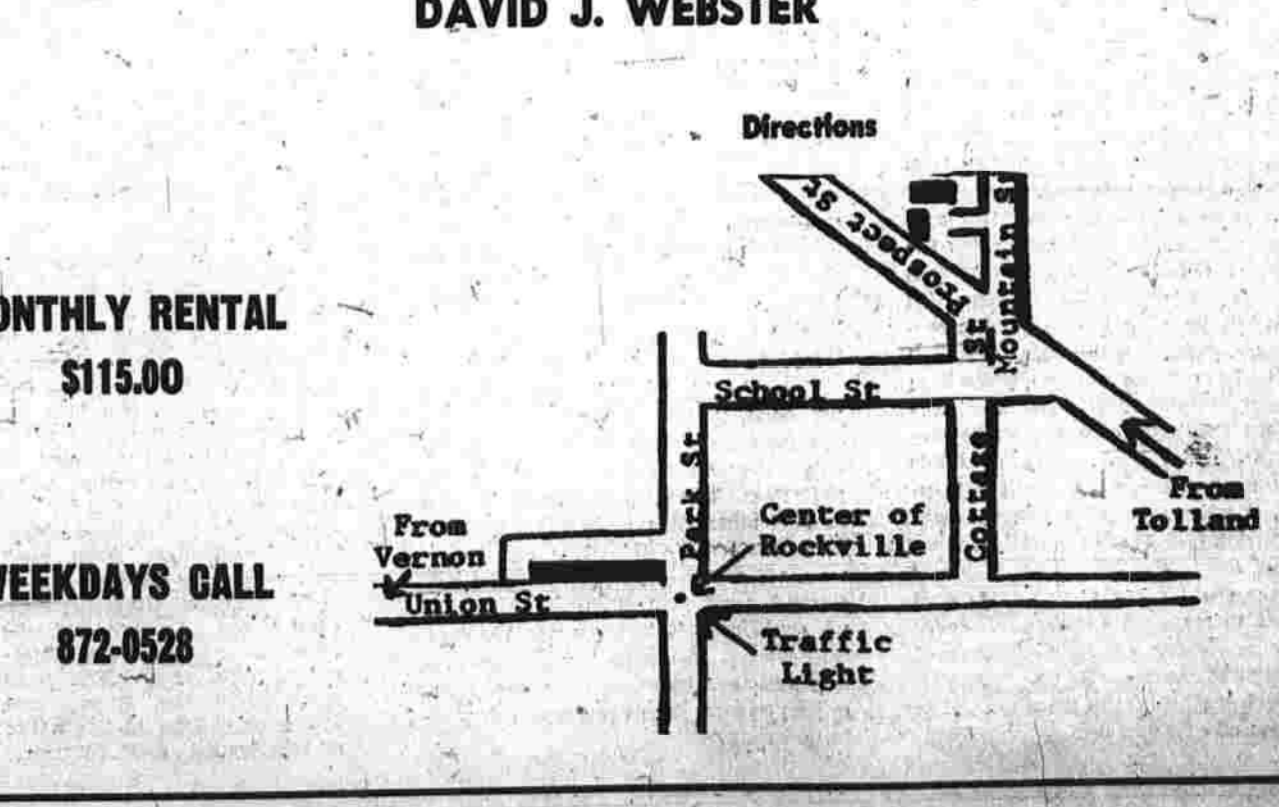 DAVID J. WEBSTER
Directions
Prospect St
Mountain St
ONTHLY RENTAL
$115.00
School St
Park St
Cottage St
From
Tolland
From
Vernon
Center of
Rockville
Union St
WEEKDAYS CALL
872-0528
Traffic
Light